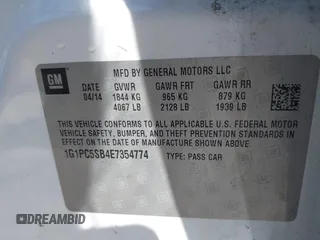 GM
MFD BY GENERAL MOTORS LLC
DATE GVWR GAWR FRT GAWR RR
04/14 1844 KG 965 KG 879 KG
4067 LB 2128 LB 1939 LB
THIS VEHICLE CONFORMS TO ALL APPLICABLE U.S. FEDERAL MOTOR
VEHICLE SAFETY, BUMPER, AND THEFT PREVENTION STANDARDS IN
EFFECT ON THE DATE OF MANUFACTURE SHOWN ABOVE.
1G1PC5SB4E7354774 TYPE: PASS CAR
DREAMBID